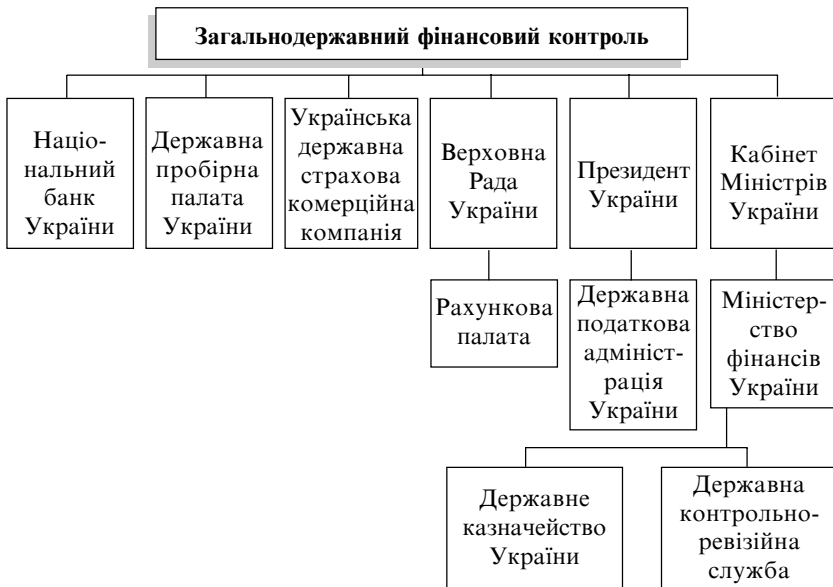 Загальнодержавний фінансовий контроль
Націо-
нальний
банк
України
Державна
пробірна
палата
України
Українська
державна
страхова
комерційна
компанія
Верховна
Рада
України
Президент
України
Кабінет
Міністрів
України
Рахункова
палата
Державна
податкова
адмініст-
рація
України
Міністер-
ство
фінансів
України
Державне
казначейство
України
Державна
контрольно-
ревізійна
служба